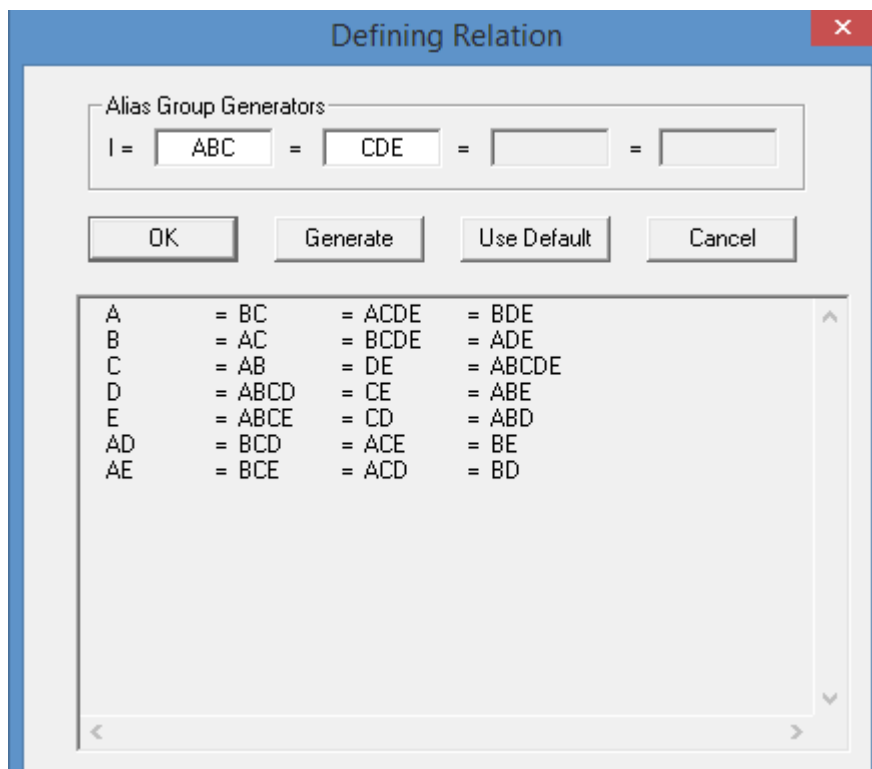 Defining Relation
Alias Group Generators
I = ABC = CDE = =
OK Generate Use Default Cancel
A = BC = ACDE = BDE
B = AC = BCDE = ADE
C = AB = DE = ABCDE
D = ABCD = CE = ABE
E = ABCE = CD = ABD
AD = BCD = ACE = BE
AE = BCE = ACD = BD